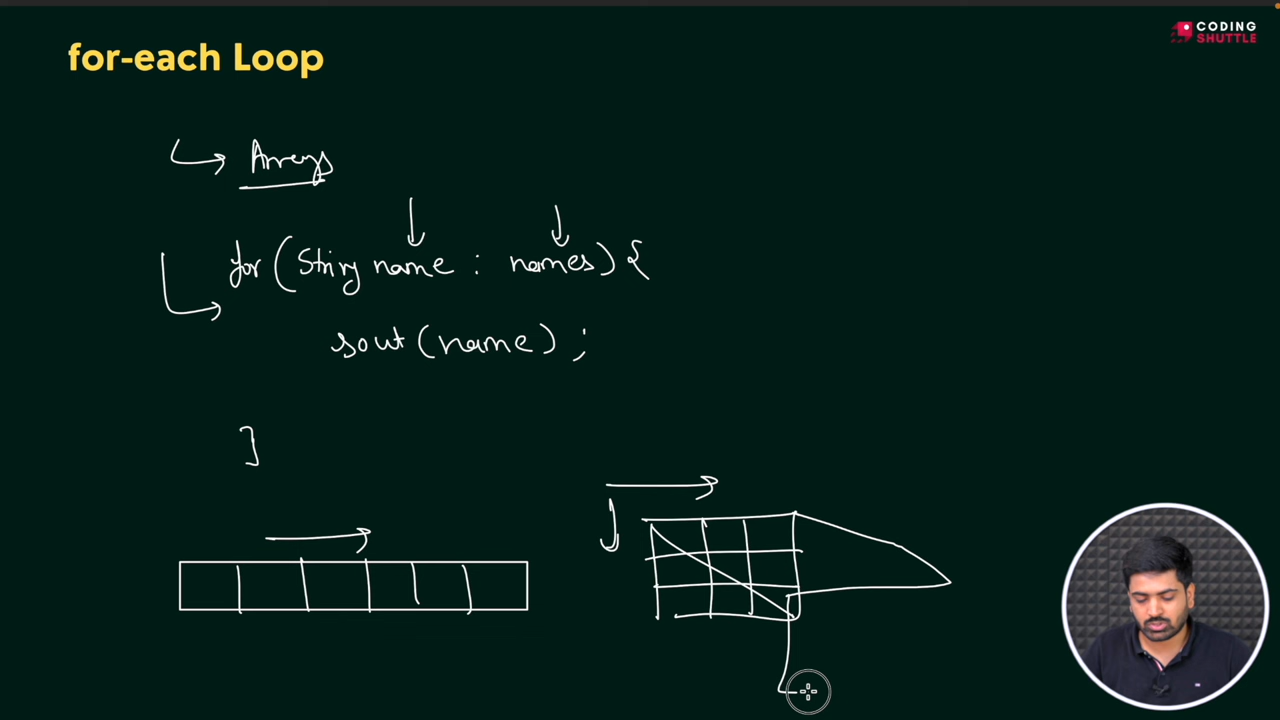 CODING
SHUTTLE
for-each Loop
Arrays
for (String name : names) {
sout (name) ;
}